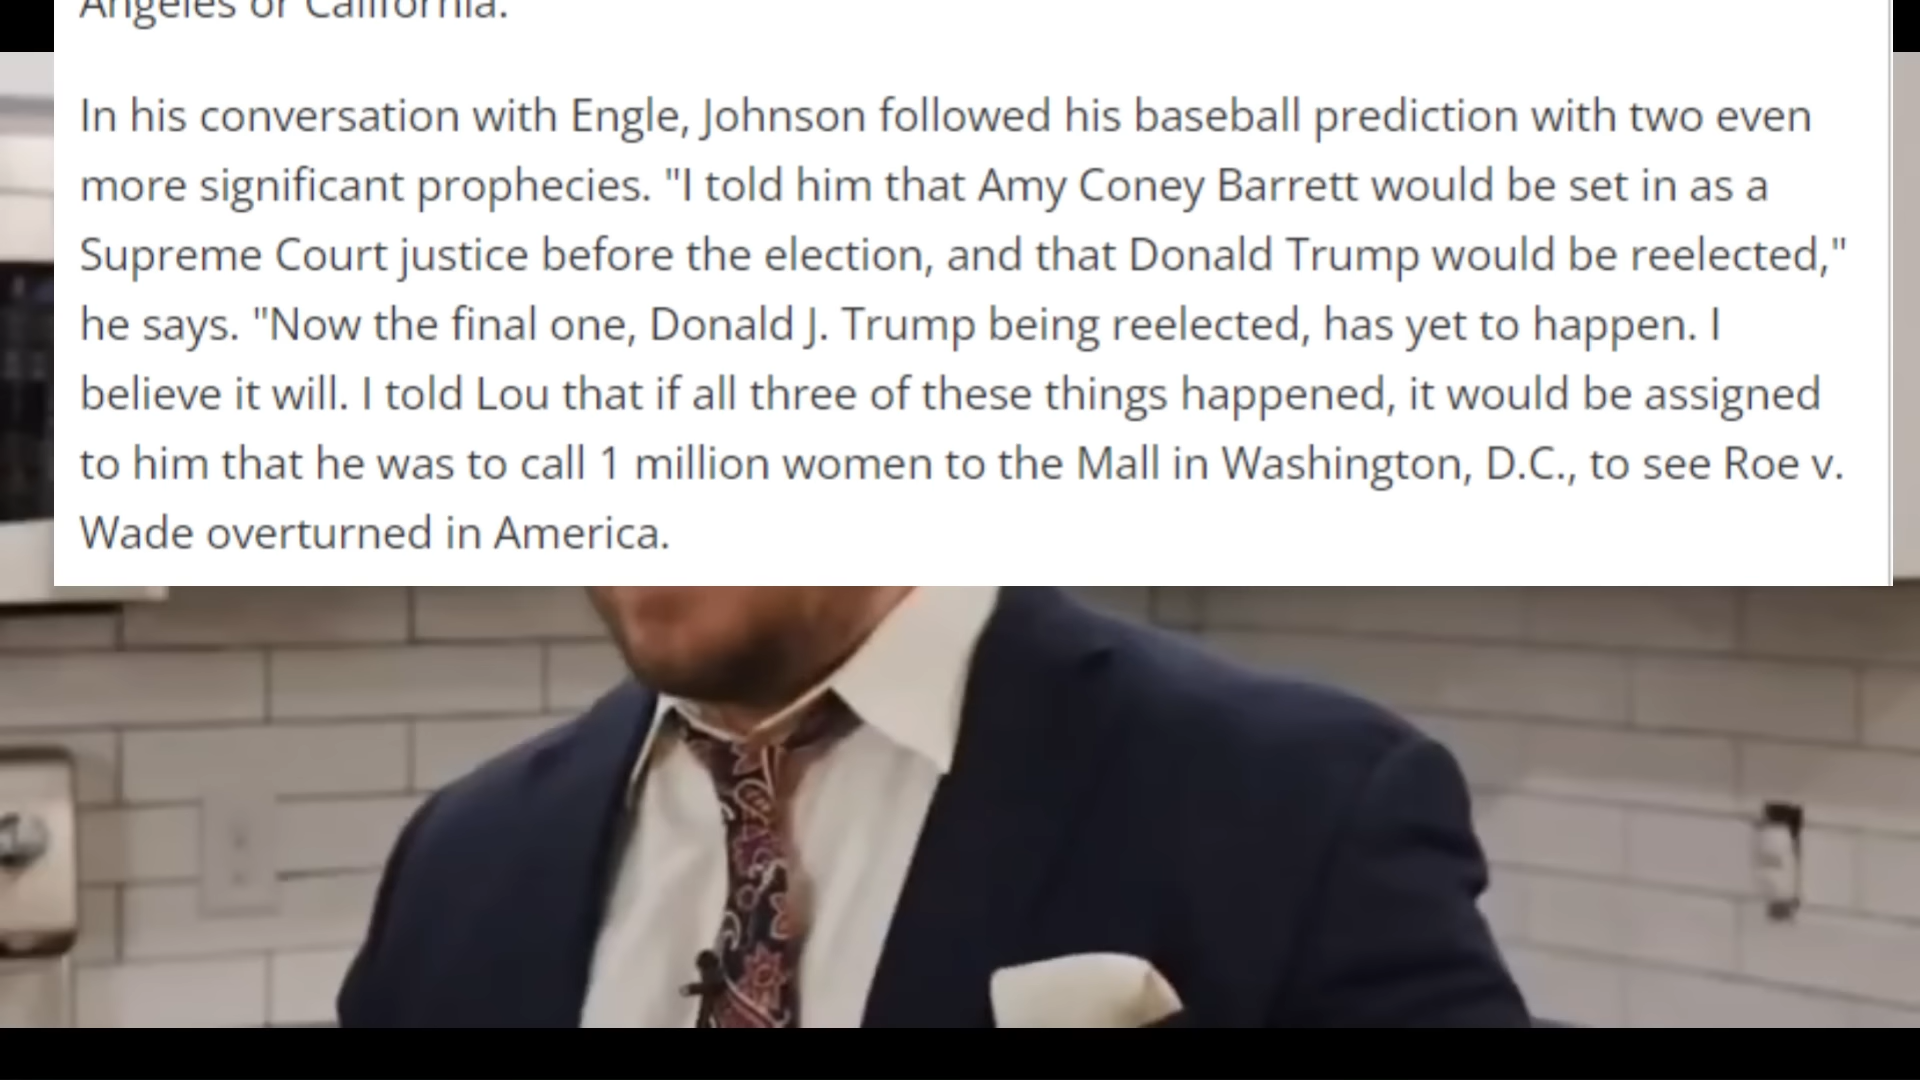 Angeles or California.
In his conversation with Engle, Johnson followed his baseball prediction with two even
more significant prophecies. "I told him that Amy Coney Barrett would be set in as a
Supreme Court justice before the election, and that Donald Trump would be reelected,"
he says. "Now the final one, Donald J. Trump being reelected, has yet to happen. I
believe it will. I told Lou that if all three of these things happened, it would be assigned
to him that he was to call 1 million women to the Mall in Washington, D.C., to see Roe v.
Wade overturned in America.